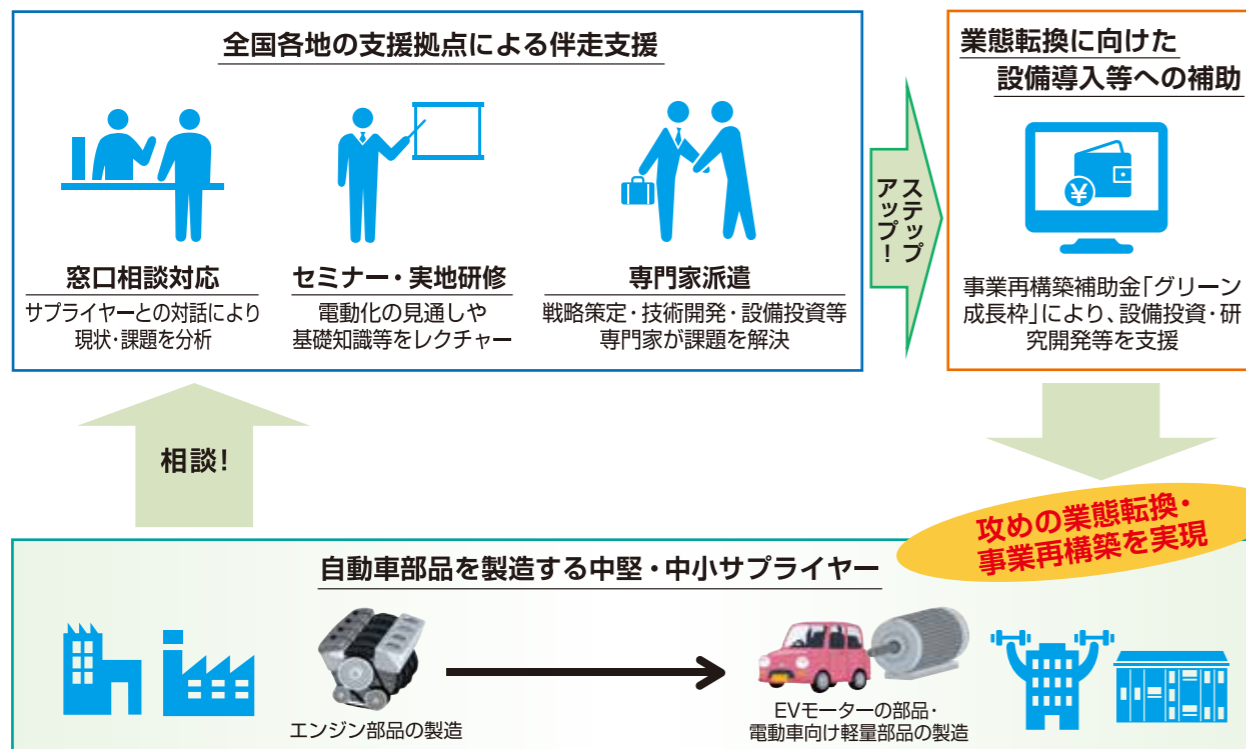 全国各地の支援拠点による伴走支援
窓口相談対応
サプライヤーとの対話により
現状・課題を分析
セミナー・実地研修
電動化の見通しや
基礎知識等をレクチャー
専門家派遣
戦略策定・技術開発・設備投資等
専門家が課題を解決
ステップ
アップ!
業態転換に向けた
設備導入等への補助
¥
事業再構築補助金「グリーン
成長枠」により、設備投資・研
究開発等を支援
相談!
攻めの業態転換・
事業再構築を実現
自動車部品を製造する中堅・中小サプライヤー
エンジン部品の製造
EVモーターの部品・
電動車向け軽量部品の製造